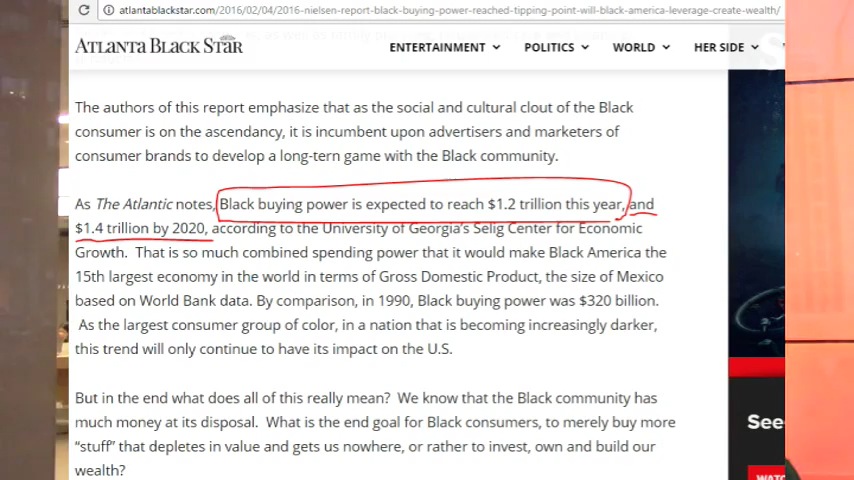 atlantablackstar.com/2016/02/04/2016-nielsen-report-black-buying-power-reached-tipping-point-will-black-america-leverage-create-wealth/
ATLANTA BLACK STAR
ENTERTAINMENT POLITICS WORLD HER SIDE
The authors of this report emphasize that as the social and cultural clout of the Black
consumer is on the ascendancy, it is incumbent upon advertisers and marketers of
consumer brands to develop a long-tern game with the Black community.
As The Atlantic notes, Black buying power is expected to reach $1.2 trillion this year, and
$1.4 trillion by 2020, according to the University of Georgia's Selig Center for Economic
Growth. That is so much combined spending power that it would make Black America the
15th largest economy in the world in terms of Gross Domestic Product, the size of Mexico
based on World Bank data. By comparison, in 1990, Black buying power was $320 billion.
As the largest consumer group of color, in a nation that is becoming increasingly darker,
this trend will only continue to have its impact on the U.S.
But in the end what does all of this really mean? We know that the Black community has
much money at its disposal. What is the end goal for Black consumers, to merely buy more
“stuff” that depletes in value and gets us nowhere, or rather to invest, own and build our
wealth?
See-
WATC